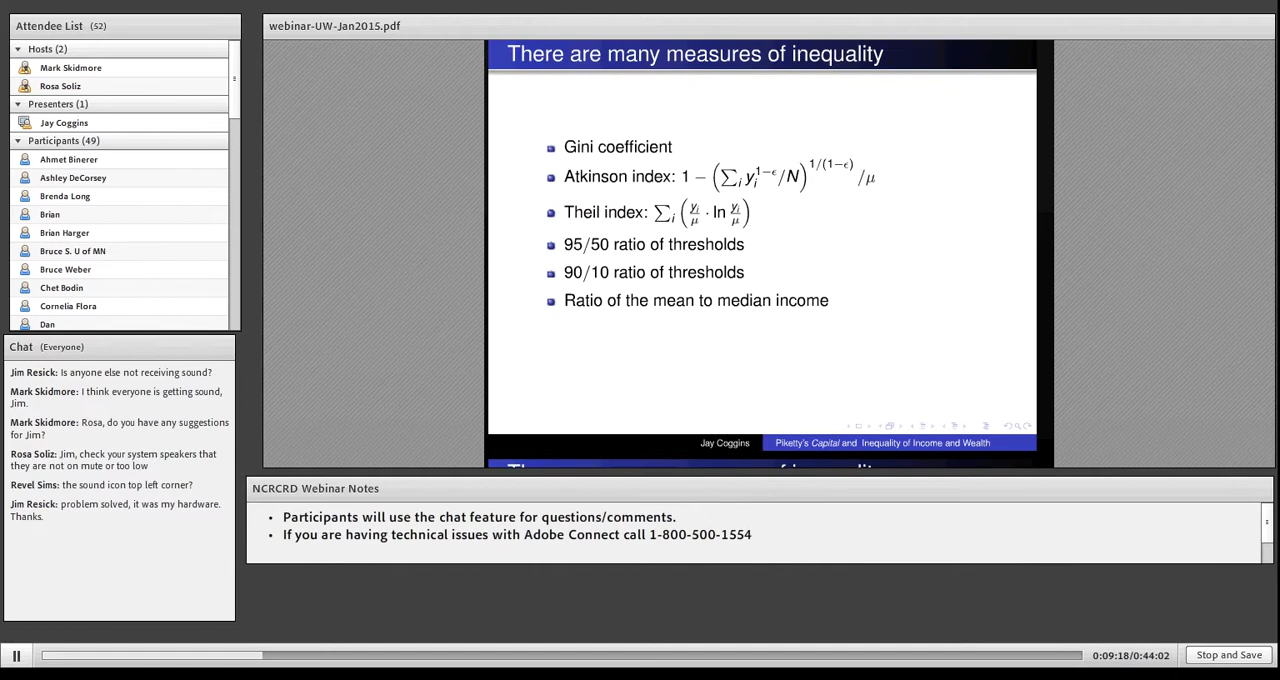 Attendee List (52)
Hosts (2)
Mark Skidmore
Rosa Soliz
Presenters (1)
Jay Coggins
Participants (49)
Ahmet Binerer
Ashley DeCorsey
Brenda Long
Brian
Brian Harger
Bruce S. U of MN
Bruce Weber
Chet Bodin
Cornelia Flora
Dan
Chat (Everyone)
Jim Resick: Is anyone else not receiving sound?
Mark Skidmore: I think everyone is getting sound,
Jim.
Mark Skidmore: Rosa, do you have any suggestions
for Jim?
Rosa Soliz: Jim, check your system speakers that
they are not on mute or too low
Revel Sims: the sound icon top left corner?
Jim Resick: problem solved, it was my hardware.
Thanks.
webinar-UW-Jan2015.pdf
There are many measures of inequality
Gini coefficient
Atkinson index: 1 − (∑ᵢ yᵢ^{1−ϵ}/N)^{1/(1−ϵ)} /μ
Theil index: ∑ᵢ (yᵢ/μ · ln yᵢ/μ)
95/50 ratio of thresholds
90/10 ratio of thresholds
Ratio of the mean to median income
Jay Coggins Piketty's Capital and Inequality of Income and Wealth
NCRCRD Webinar Notes
• Participants will use the chat feature for questions/comments.
• If you are having technical issues with Adobe Connect call 1-800-500-1554
0:09:18/0:44:02
Stop and Save